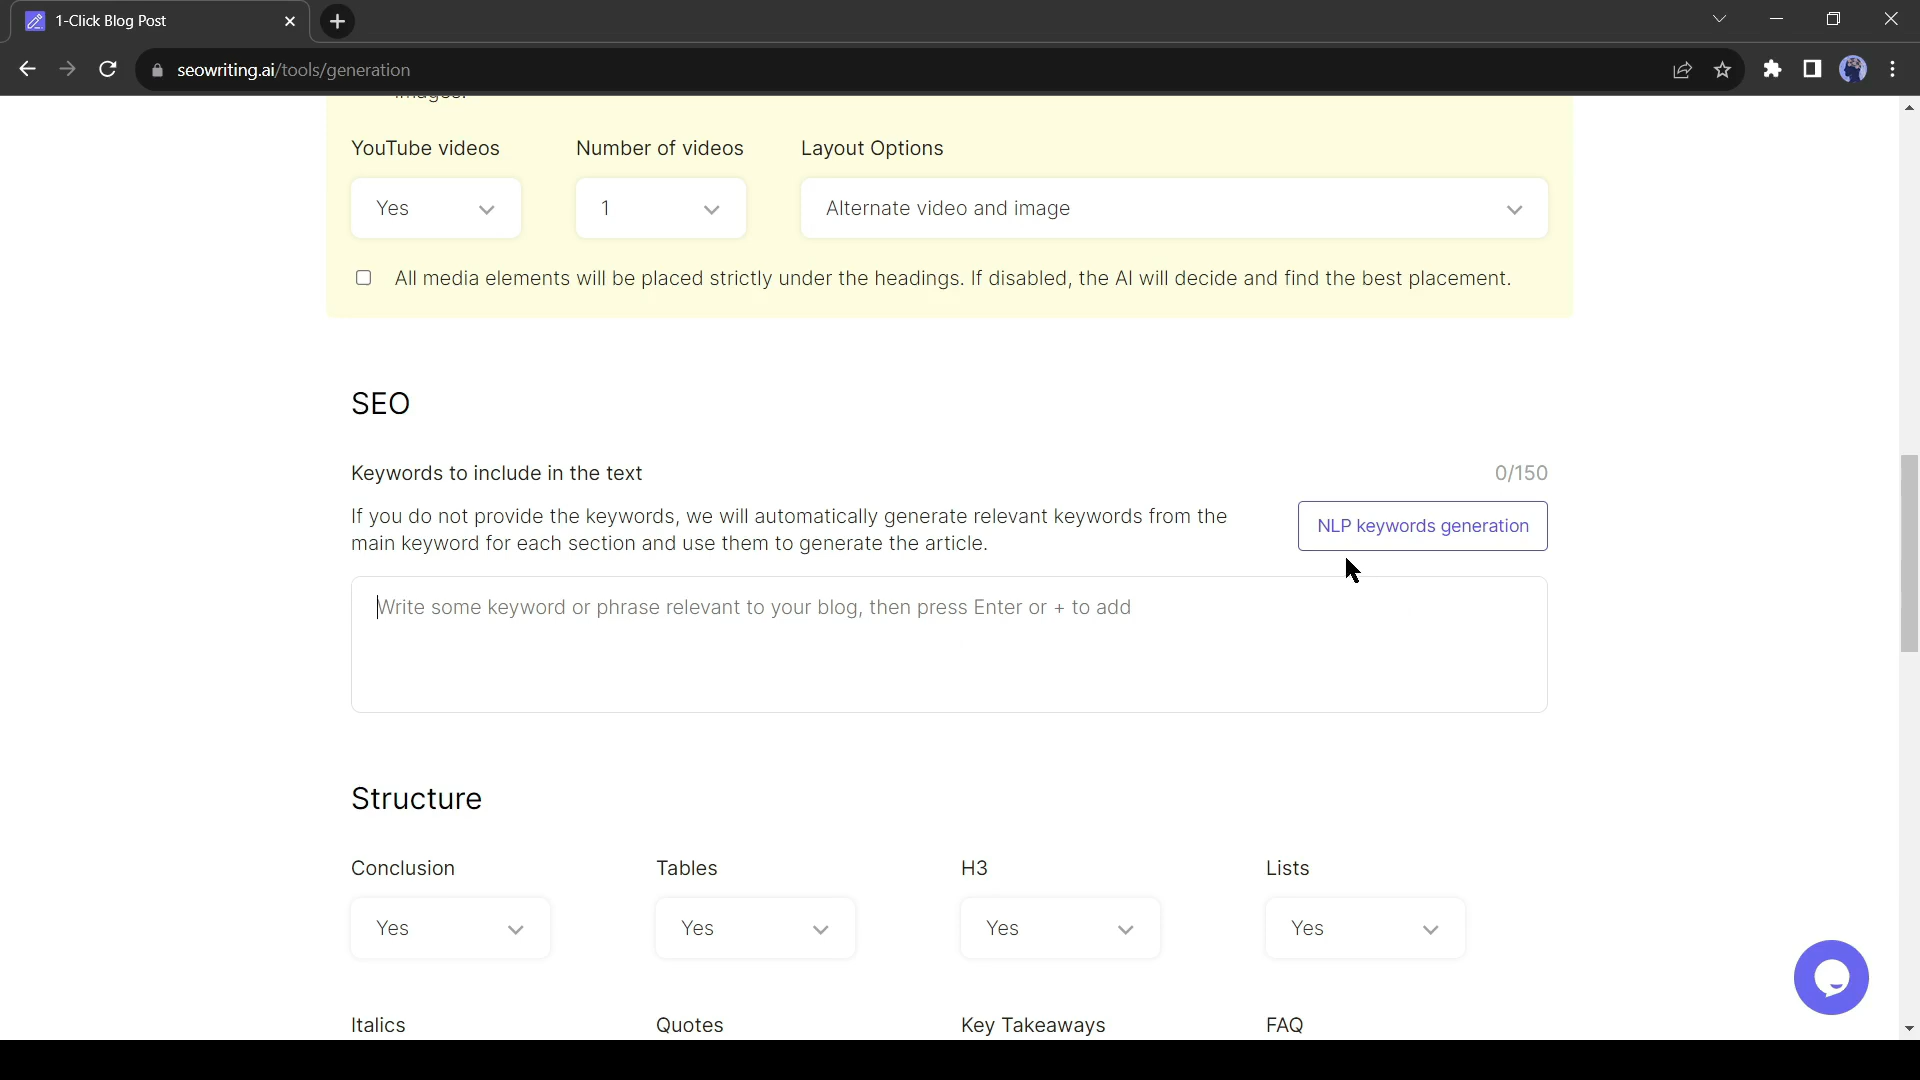 1-Click Blog Post
seowriting.ai/tools/generation
images.
YouTube videos Number of videos Layout Options
Yes 1 Alternate video and image
All media elements will be placed strictly under the headings. If disabled, the AI will decide and find the best placement.
SEO
Keywords to include in the text 0/150
If you do not provide the keywords, we will automatically generate relevant keywords from the
main keyword for each section and use them to generate the article.
NLP keywords generation
Write some keyword or phrase relevant to your blog, then press Enter or + to add
Structure
Conclusion Tables H3 Lists
Yes Yes Yes Yes
Italics Quotes Key Takeaways FAQ